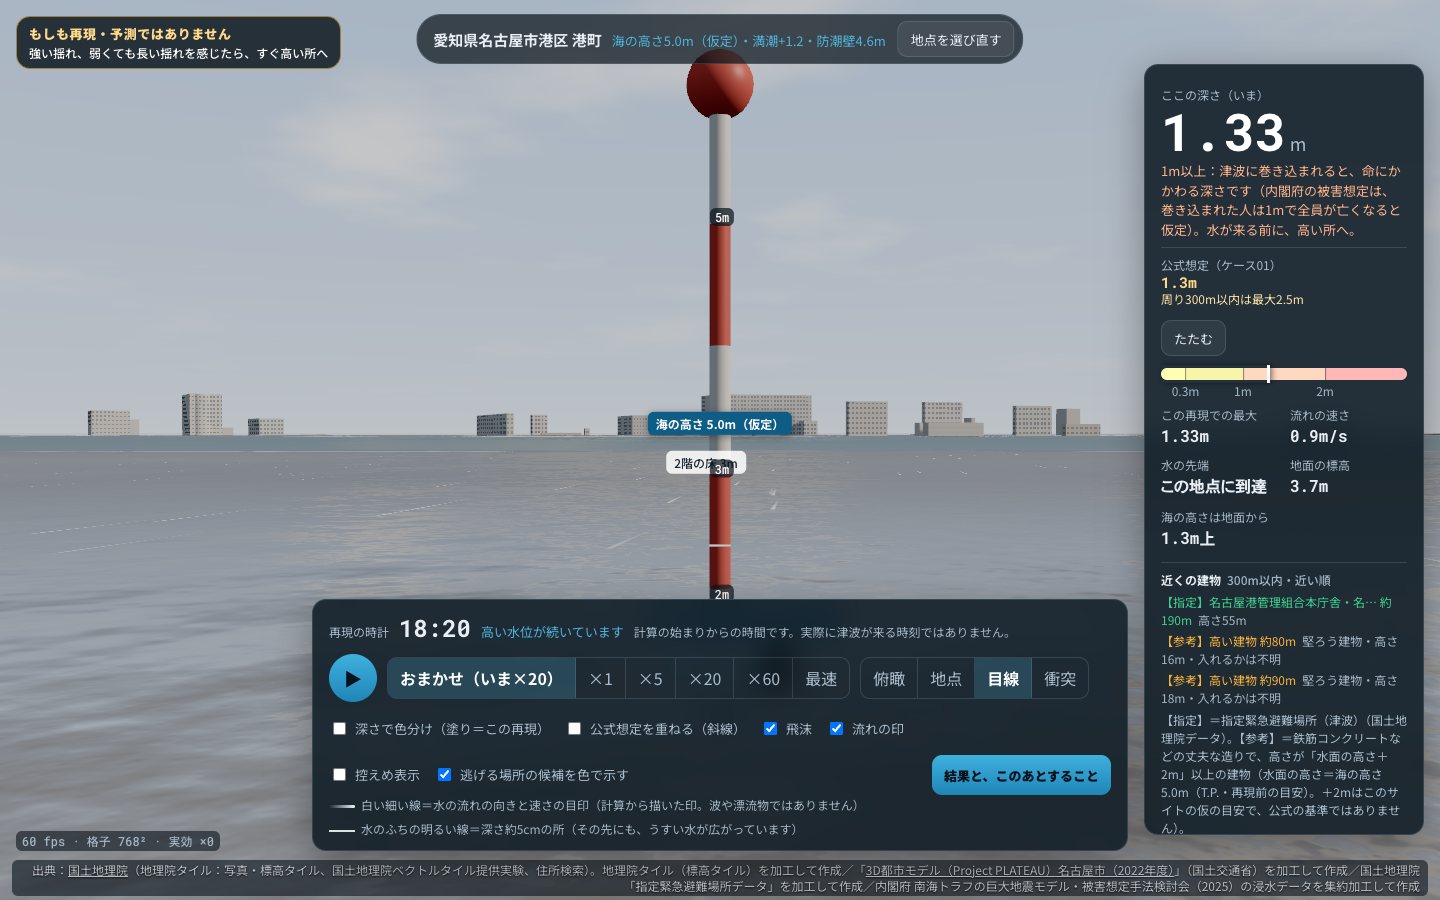 もしも再現・予測ではありません
強い揺れ、弱くても長い揺れを感じたら、すぐ高い所へ
愛知県名古屋市港区 港町 海の高さ5.0m（仮定）・満潮+1.2・防潮壁4.6m 地点を選び直す
5m
海の高さ 5.0m（仮定）
2階の床 3m
3m
2m
ここの深さ（いま）
1.33 m
1m以上：津波に巻き込まれると、命にか
かわる深さです（内閣府の被害想定は、
巻き込まれた人は1mで全員が亡くなると
仮定）。水が来る前に、高い所へ。
公式想定（ケース01）
1.3m
周り300m以内は最大2.5m
たたむ
0.3m 1m 2m
この再現での最大 流れの速さ
1.33m 0.9m/s
水の先端 地面の標高
この地点に到達 3.7m
海の高さは地面から
1.3m上
近くの建物 300m以内・近い順
【指定】名古屋港管理組合本庁舎・名… 約
190m 高さ55m
【参考】高い建物 約80m 堅ろう建物・高さ
16m・入れるかは不明
【参考】高い建物 約90m 堅ろう建物・高さ
18m・入れるかは不明
【指定】＝指定緊急避難場所（津波）（国土地
理院データ）。【参考】＝鉄筋コンクリートな
どの丈夫な造りで、高さが「水面の高さ＋
2m」以上の建物（水面の高さ＝海の高さ
5.0m（T.P.・再現前の目安）。＋2mはこのサ
イトの仮の目安で、公式の基準ではありませ
ん）。
再現の時計 18:20 高い水位が続いています 計算の始まりからの時間です。実際に津波が来る時刻ではありません。
おまかせ（いま×20） ×1 ×5 ×20 ×60 最速 俯瞰 地点 目線 衝突
深さで色分け（塗り＝この再現） 公式想定を重ねる（斜線） 飛沫 流れの印
控えめ表示 逃げる場所の候補を色で示す 結果と、このあとすること
白い細い線＝水の流れの向きと速さの目印（計算から描いた印。波や漂流物ではありません）
水のふちの明るい線＝深さ約5cmの所（その先にも、うすい水が広がっています）
60 fps · 格子 768² · 実効 ×0
出典：国土地理院（地理院タイル：写真・標高タイル、国土地理院ベクトルタイル提供実験、住所検索）。地理院タイル（標高タイル）を加工して作成／「3D都市モデル（Project PLATEAU）名古屋市（2022年度）」（国土交通省）を加工して作成／国土地理院
「指定緊急避難場所データ」を加工して作成／内閣府 南海トラフの巨大地震モデル・被害想定手法検討会（2025）の浸水データを集約加工して作成